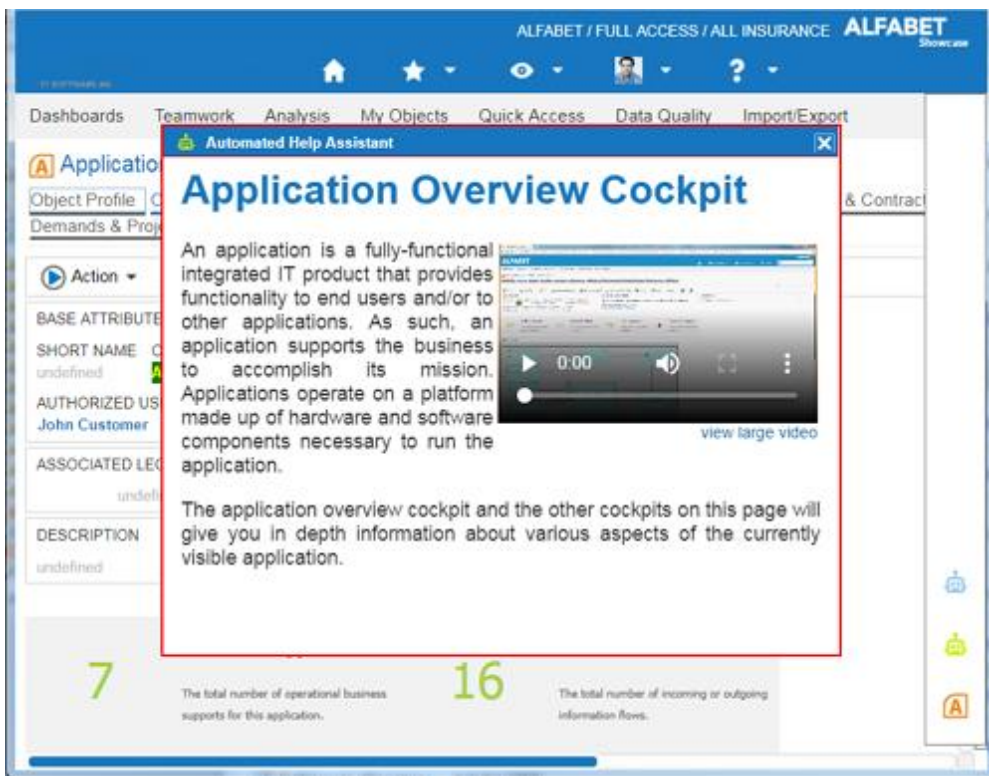 ALFABET / FULL ACCESS / ALL INSURANCE ALFABET
Showcase
Dashboards Teamwork Analysis My Objects Quick Access Data Quality Import/Export
Automated Help Assistant
A Applicatio
Application Overview Cockpit
Object Profile & Contract
Demands & Proj
An application is a fully-functional
integrated IT product that provides
functionality to end users and/or to
other applications. As such, an
application supports the business
to accomplish its mission.
Applications operate on a platform
made up of hardware and software
components necessary to run the
application.
0:00
view large video
The application overview cockpit and the other cockpits on this page will
give you in depth information about various aspects of the currently
visible application.
Action
BASE ATTRIBUTE
SHORT NAME
undefined
AUTHORIZED US
John Customer
ASSOCIATED LEG
undefi
DESCRIPTION
undefined
7
The total number of operational business
supports for this application.
16
The total number of incoming or outgoing
information flows.
A